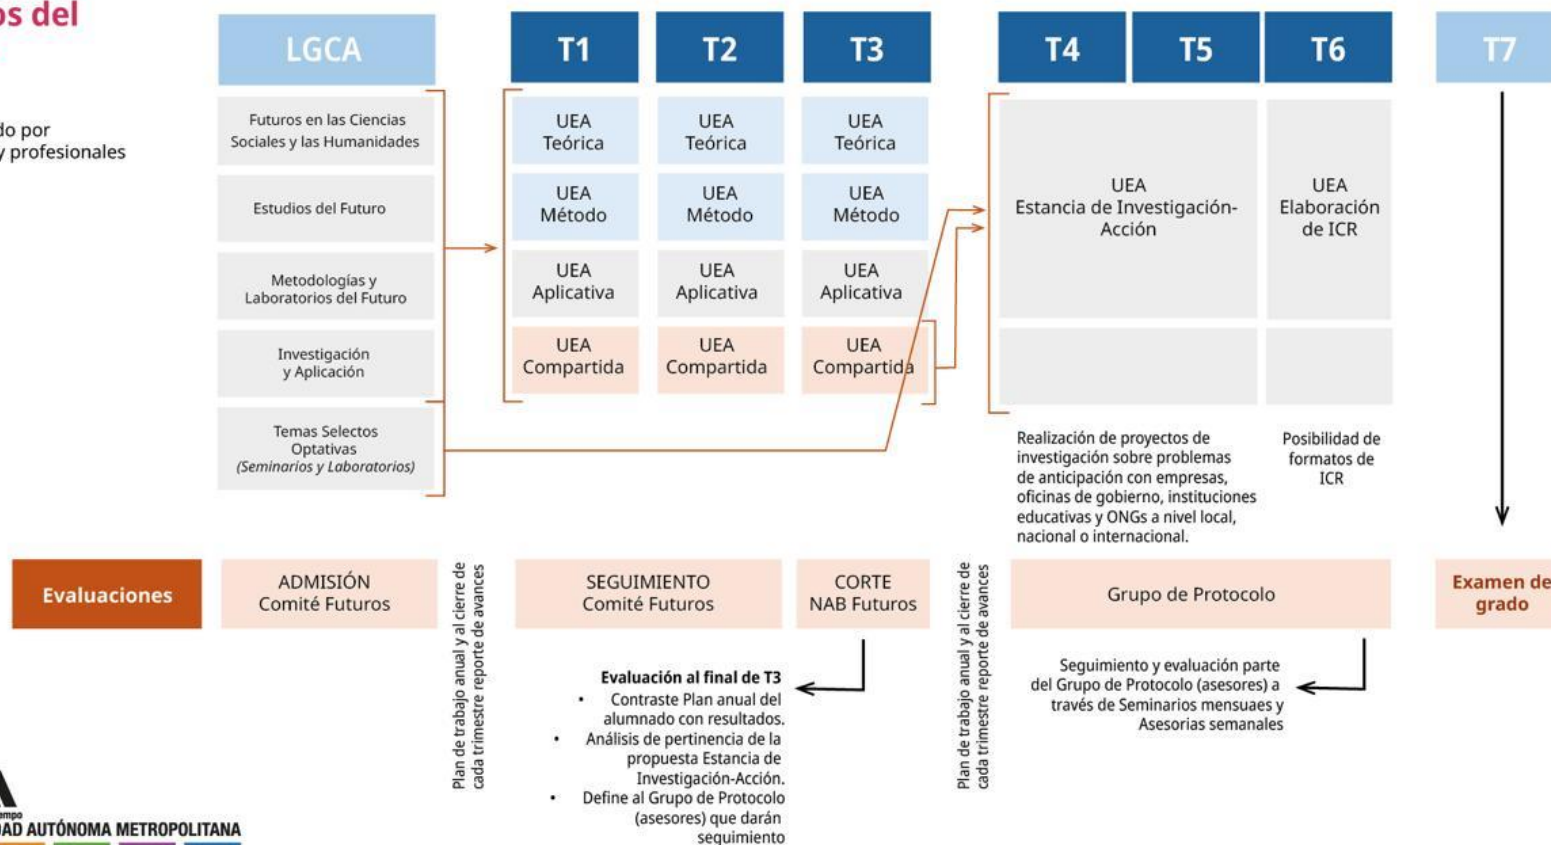 os del
do por
y profesionales
LGCA
T1
T2
T3
T4
T5
T6
T7
Futuros en las Ciencias
Sociales y las Humanidades
Estudios del Futuro
Metodologías y
Laboratorios del Futuro
Investigación
y Aplicación
Temas Selectos
Optativas
(Seminarios y Laboratorios)
UEA
Teórica
UEA
Teórica
UEA
Teórica
UEA
Método
UEA
Método
UEA
Método
UEA
Aplicativa
UEA
Aplicativa
UEA
Aplicativa
UEA
Compartida
UEA
Compartida
UEA
Compartida
UEA
Estancia de Investigación-
Acción
UEA
Elaboración
de ICR
Realización de proyectos de
investigación sobre problemas
de anticipación con empresas,
oficinas de gobierno, instituciones
educativas y ONGs a nivel local,
nacional o internacional.
Posibilidad de
formatos de
ICR
Evaluaciones
ADMISIÓN
Comité Futuros
Plan de trabajo anual y al cierre de
cada trimestre reporte de avances
SEGUIMIENTO
Comité Futuros
CORTE
NAB Futuros
Plan de trabajo anual y al cierre de
cada trimestre reporte de avances
Grupo de Protocolo
Examen de
grado
Evaluación al final de T3
• Contraste Plan anual del
alumnado con resultados.
• Análisis de pertinencia de la
propuesta Estancia de
Investigación-Acción.
• Define al Grupo de Protocolo
(asesores) que darán
seguimiento
Seguimiento y evaluación parte
del Grupo de Protocolo (asesores) a
través de Seminarios mensuaes y
Asesorias semanales
empo
DAD AUTÓNOMA METROPOLITANA